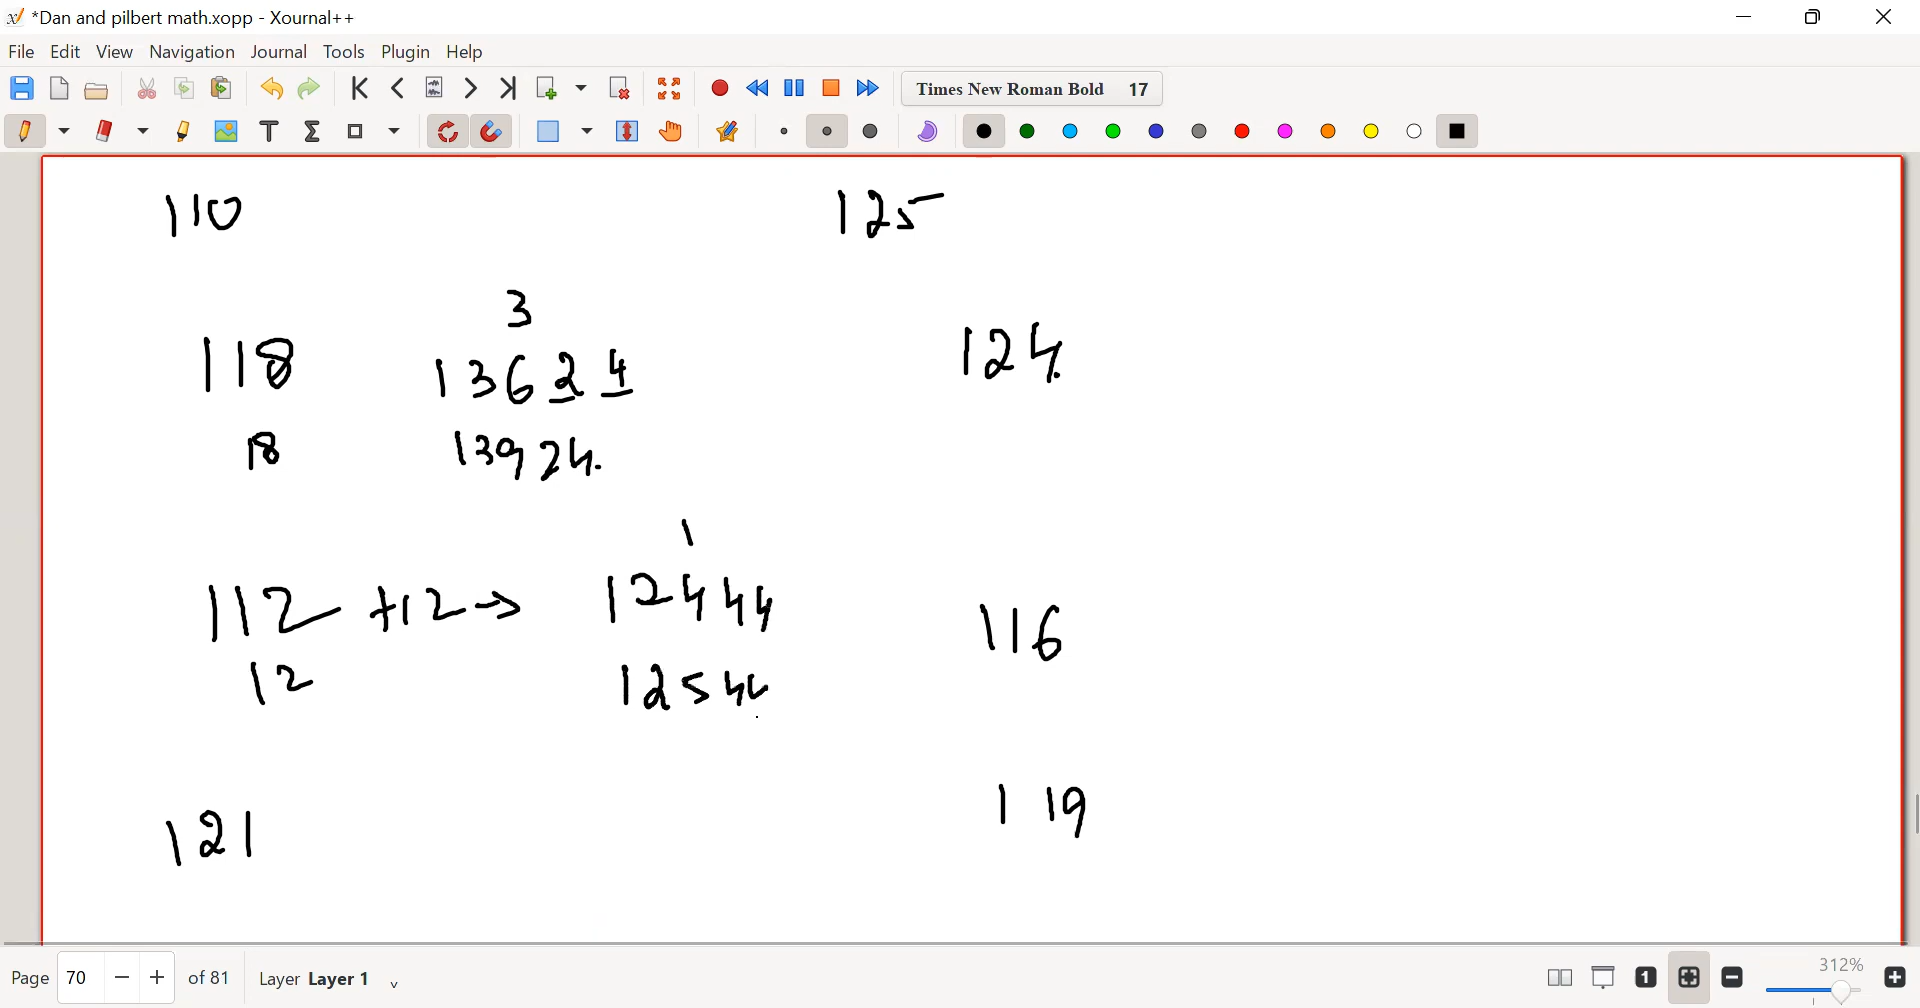 *Dan and pilbert math.xopp - Xournal++
File Edit View Navigation Journal Tools Plugin Help
Times New Roman Bold 17
110 125
3
118 13624 124.
18 13924.
1
112 +12→ 12444 116
12 12544
119
121
Page 70 of 81 Layer Layer 1 312%
1